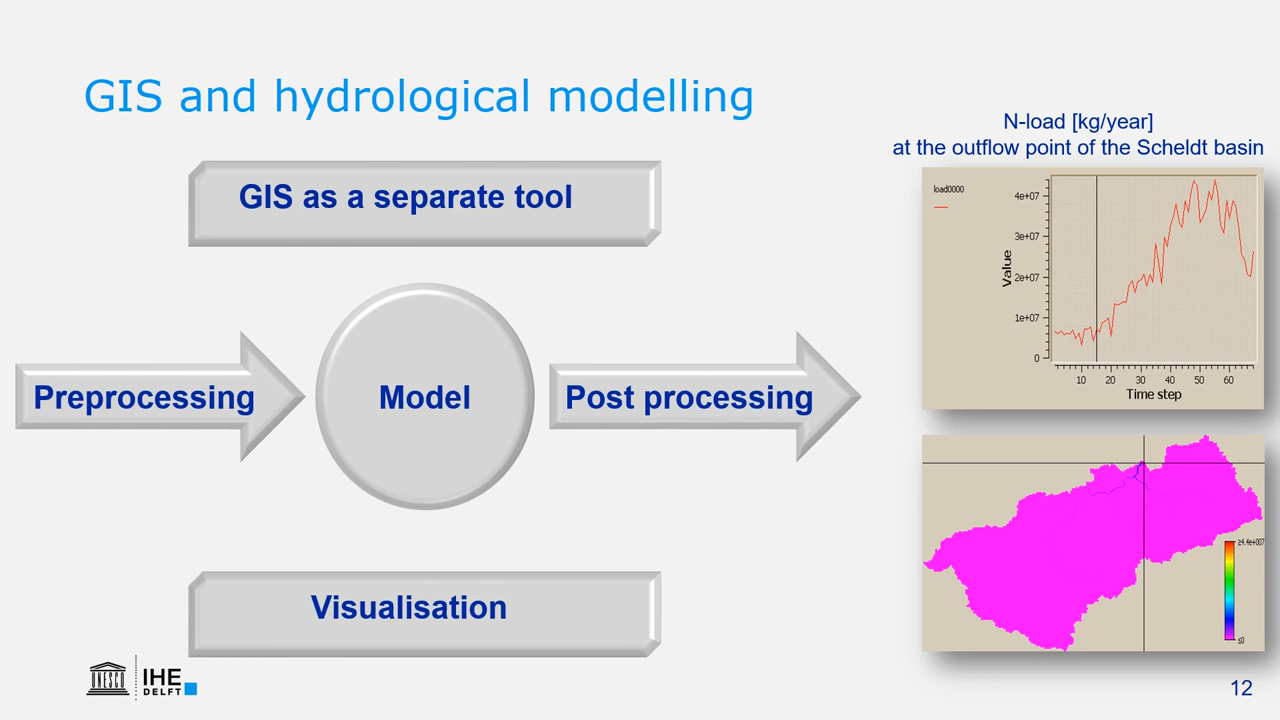 GIS and hydrological modelling
N-load [kg/year]
at the outflow point of the Scheldt basin
GIS as a separate tool
load0000
4e+07
3e+07
2e+07
1e+07
0
Value
10 20 30 40 50 60
Time step
Preprocessing
Model
Post processing
Visualisation
UNESCO
IHE
DELFT
12